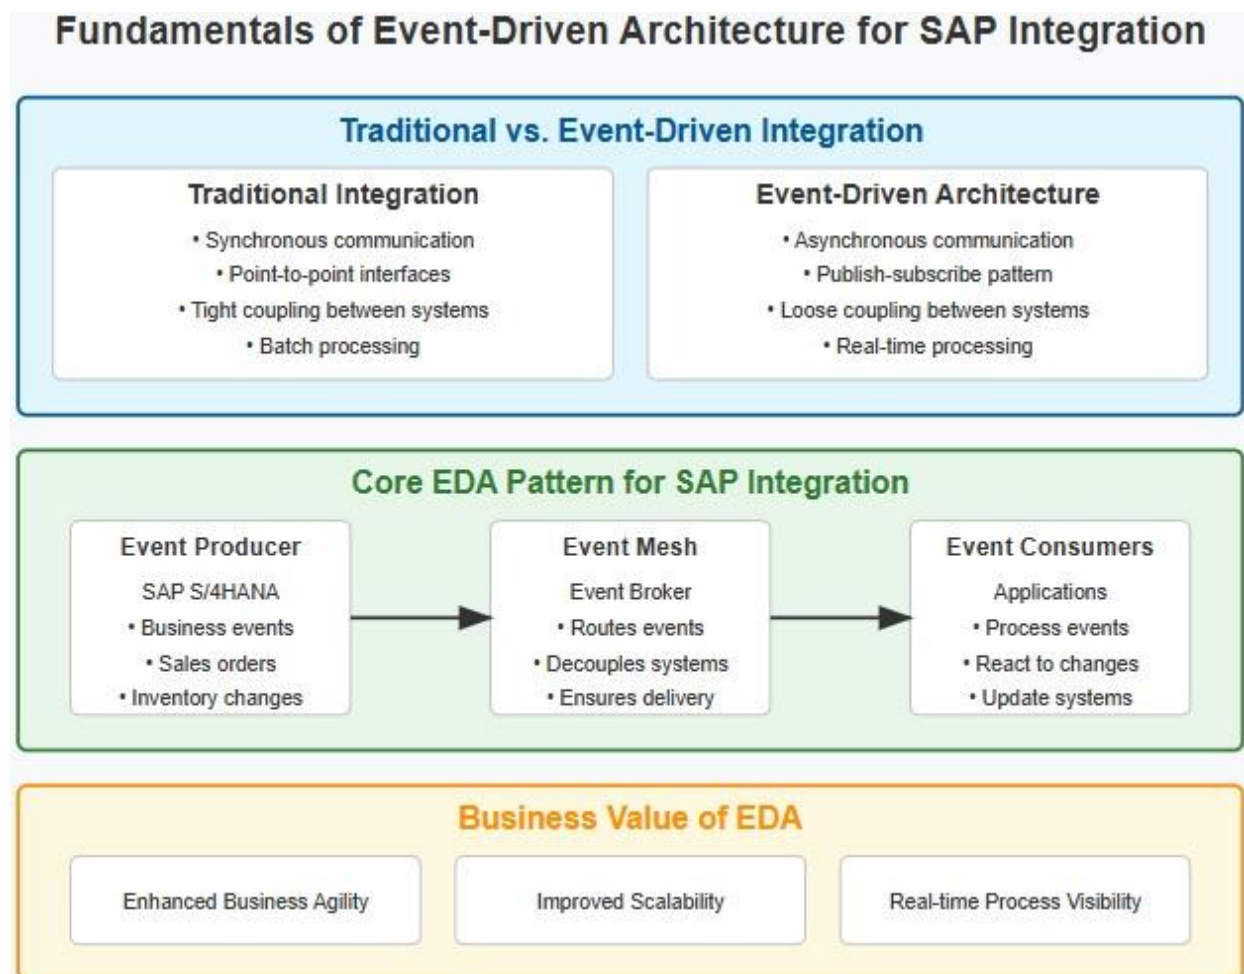 Fundamentals of Event-Driven Architecture for SAP Integration
Traditional vs. Event-Driven Integration
Traditional Integration
• Synchronous communication
• Point-to-point interfaces
• Tight coupling between systems
• Batch processing
Event-Driven Architecture
• Asynchronous communication
• Publish-subscribe pattern
• Loose coupling between systems
• Real-time processing
Core EDA Pattern for SAP Integration
Event Producer
SAP S/4HANA
• Business events
• Sales orders
• Inventory changes
Event Mesh
Event Broker
• Routes events
• Decouples systems
• Ensures delivery
Event Consumers
Applications
• Process events
• React to changes
• Update systems
Business Value of EDA
Enhanced Business Agility
Improved Scalability
Real-time Process Visibility